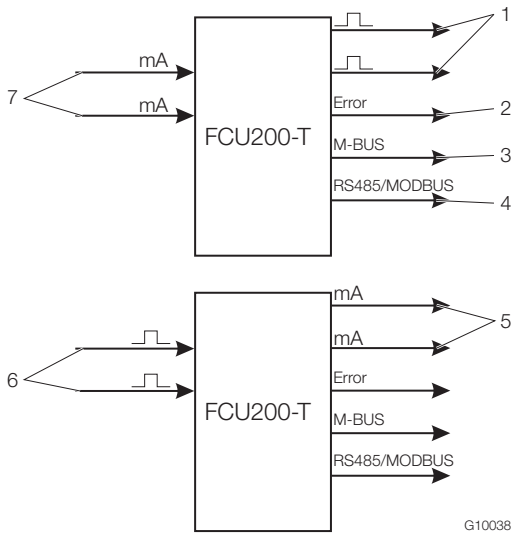 1
mA
7
mA
Error
2
FCU200-T
M-BUS
3
RS485/MODBUS
4
mA
5
mA
6
Error
FCU200-T
M-BUS
RS485/MODBUS
G10038